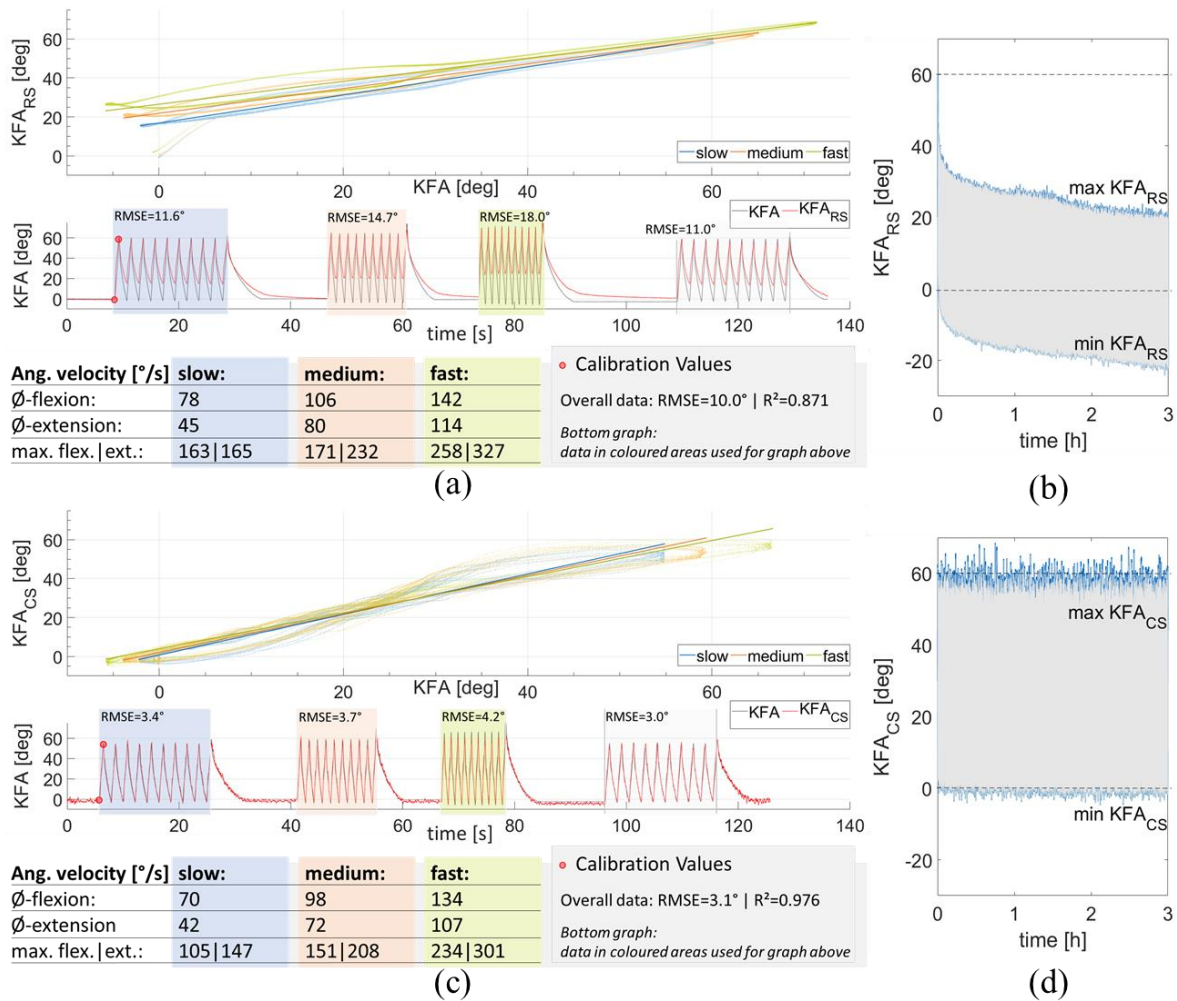 (a)
KFA_RS [deg]
60
40
20
0
0
20
40
60
KFA [deg]
slow medium fast
KFA KFA_RS
RMSE=11.6° RMSE=14.7° RMSE=18.0° RMSE=11.0°
KFA [deg]
60
40
20
0
0 20 40 60 80 100 120 140
time [s]
Ang. velocity [°/s] slow: medium: fast:
Ø-flexion: 78 106 142
Ø-extension: 45 80 114
max. flex.|ext.: 163|165 171|232 258|327
Calibration Values
Overall data: RMSE=10.0° | R²=0.871
Bottom graph:
data in coloured areas used for graph above
(b)
KFA_RS [deg]
60
40
20
0
-20
max KFA_RS
min KFA_RS
0 1 2 3
time [h]
(c)
KFA_CS [deg]
60
40
20
0
0 20 40 60
KFA [deg]
slow medium fast
KFA KFA_CS
RMSE=3.4° RMSE=3.7° RMSE=4.2° RMSE=3.0°
KFA [deg]
60
40
20
0
0 20 40 60 80 100 120 140
time [s]
Ang. velocity [°/s] slow: medium: fast:
Ø-flexion: 70 98 134
Ø-extension 42 72 107
max. flex.|ext.: 105|147 151|208 234|301
Calibration Values
Overall data: RMSE=3.1° | R²=0.976
Bottom graph:
data in coloured areas used for graph above
(d)
KFA_CS [deg]
60
40
20
0
-20
max KFA_CS
min KFA_CS
0 1 2 3
time [h]